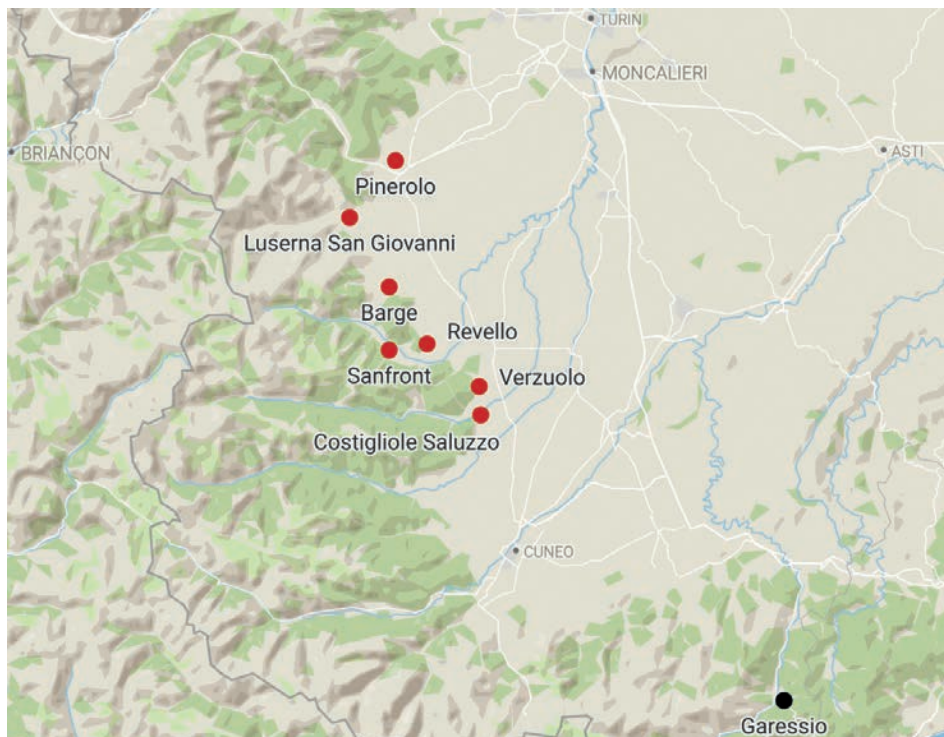 TURIN
MONCALIERI
ASTI
BRIANÇON
Pinerolo
Luserna San Giovanni
Barge
Revello
Sanfront
Verzuolo
Costigliole Saluzzo
CUNEO
Garessio